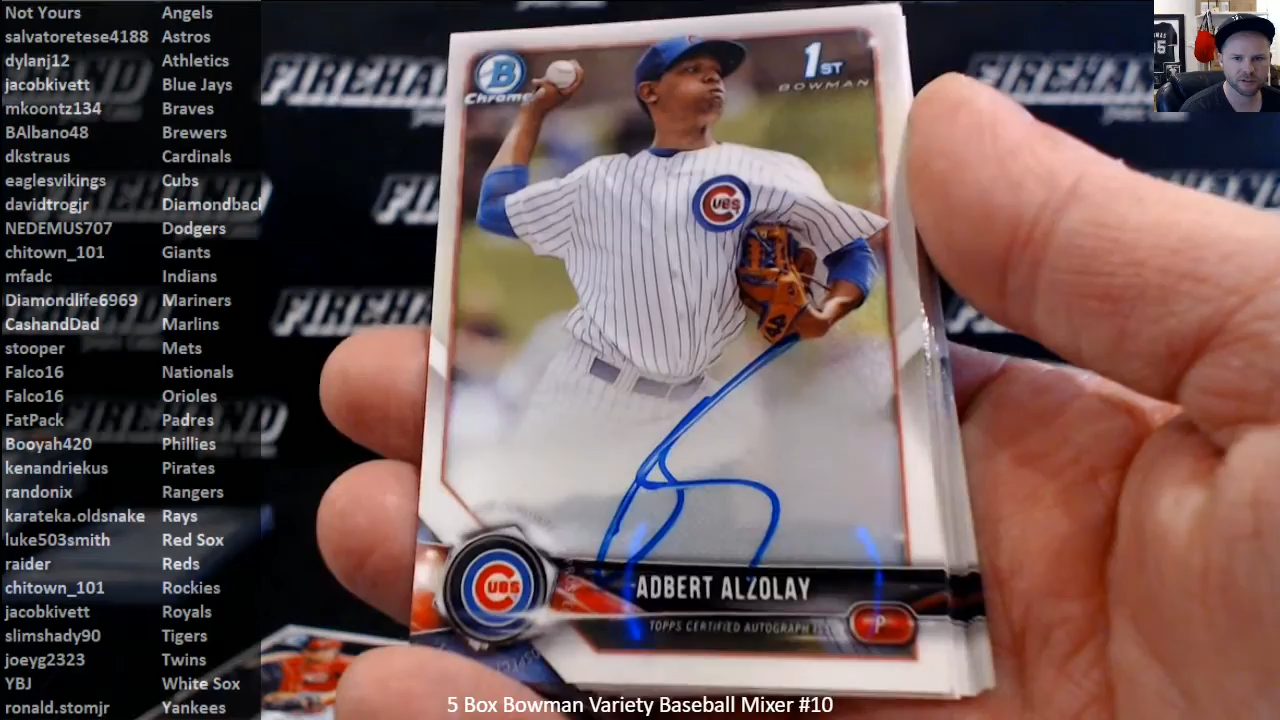 Not Yours Angels
salvatoretese4188 Astros
dylanj12 Athletics
jacobkivett Blue Jays
mkoontz134 Braves
BAlbano48 Brewers
dkstraus Cardinals
eaglesvikings Cubs
davidtrogjr Diamondback
NEDEMUS707 Dodgers
chitown_101 Giants
mfadc Indians
Diamondlife6969 Mariners
CashandDad Marlins
stooper Mets
Falco16 Nationals
Falco16 Orioles
FatPack Padres
Booyah420 Phillies
kenandriekus Pirates
randonix Rangers
karateka.oldsnake Rays
luke503smith Red Sox
raider Reds
chitown_101 Rockies
jacobkivett Royals
slimshady90 Tigers
joeyg2323 Twins
YBJ White Sox
ronald.stomjr Yankees
FIREHAND
B
Chrome
1ST
BOWMAN
CUBS
44
CUBS
ADBERT ALZOLAY
TOPPS CERTIFIED AUTOGRAPH
P
5 Box Bowman Variety Baseball Mixer #10